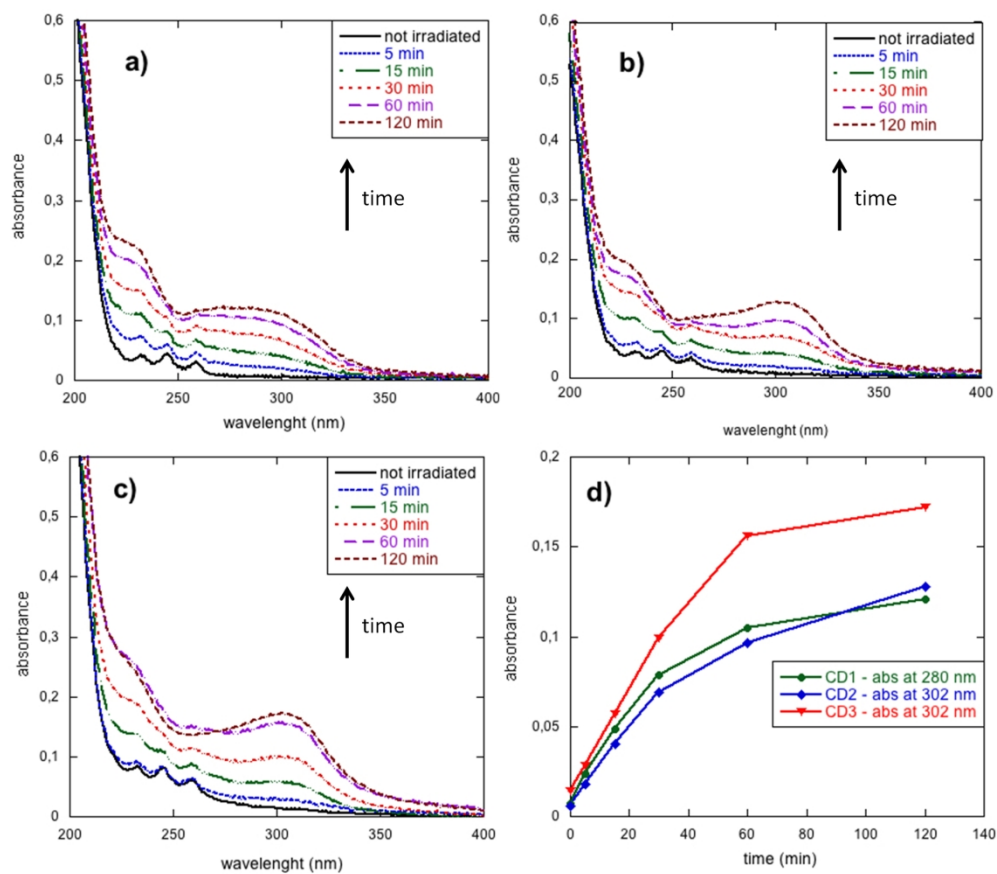 a)
not irradiated
5 min
15 min
30 min
60 min
120 min
time
0,6
0,5
0,4
0,3
0,2
0,1
0
absorbance
200 250 300 350 400
wavelenght (nm)
b)
not irradiated
5 min
15 min
30 min
60 min
120 min
time
0,6
0,5
0,4
0,3
0,2
0,1
0
absorbance
200 250 300 350 400
wavelenght (nm)
c)
not irradiated
5 min
15 min
30 min
60 min
120 min
time
0,6
0,5
0,4
0,3
0,2
0,1
0
absorbance
200 250 300 350 400
wavelenght (nm)
d)
0,2
0,15
0,1
0,05
0
absorbance
CD1 - abs at 280 nm
CD2 - abs at 302 nm
CD3 - abs at 302 nm
0 20 40 60 80 100 120 140
time (min)